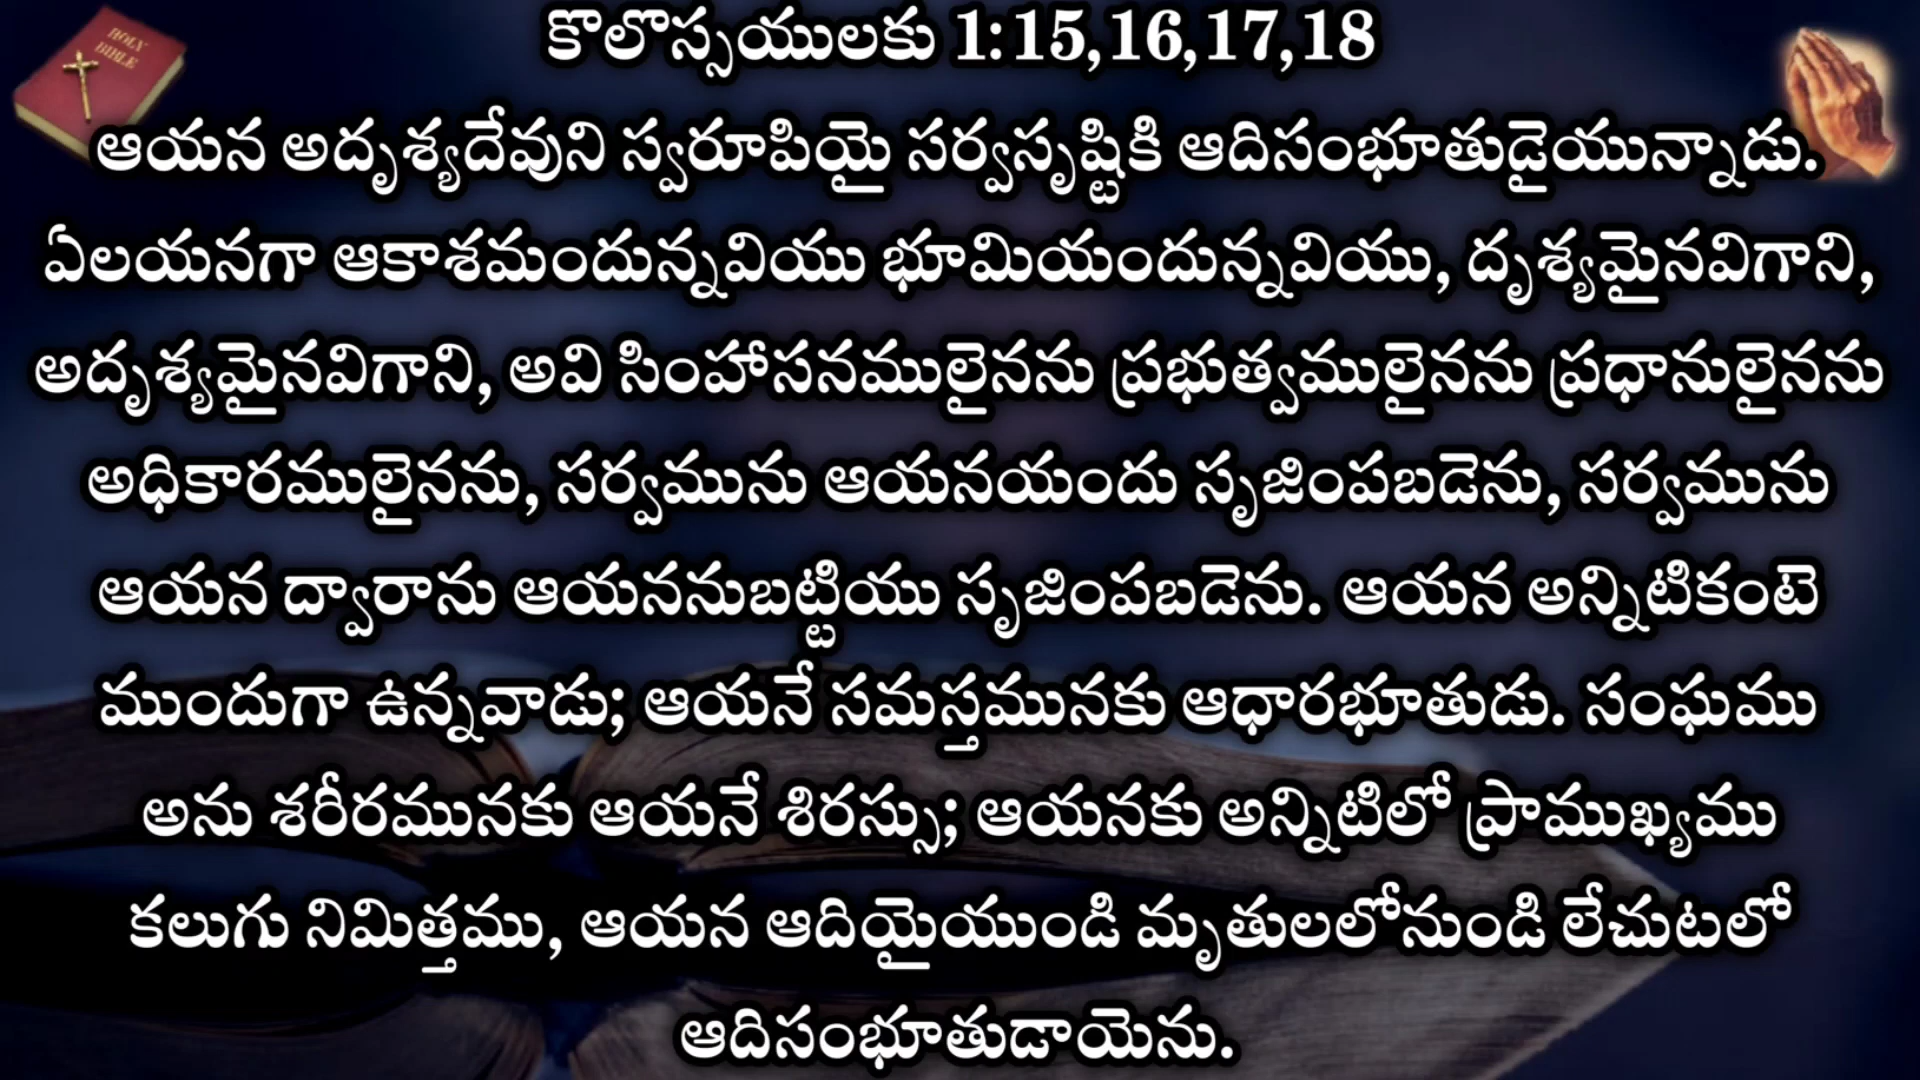 కొలొస్సయులకు 1:15,16,17,18
HOLY
BIBLE
ఆయన అదృశ్యదేవుని స్వరూపియై సర్వసృష్టికి ఆదిసంభూతుడైయున్నాడు.
ఏలయనగా ఆకాశమందున్నవియు భూమియందున్నవియు, దృశ్యమైనవిగాని,
అదృశ్యమైనవిగాని, అవి సింహాసనములైనను ప్రభుత్వములైనను ప్రధానులైనను
అధికారములైనను, సర్వమును ఆయనయందు సృజింపబడెను, సర్వమును
ఆయన ద్వారాను ఆయననుబట్టియు సృజింపబడెను. ఆయన అన్నిటికంటె
ముందుగా ఉన్నవాడు; ఆయనే సమస్తమునకు ఆధారభూతుడు. సంఘము
అను శరీరమునకు ఆయనే శిరస్సు; ఆయనకు అన్నిటిలో ప్రాముఖ్యము
కలుగు నిమిత్తము, ఆయన ఆదియైయుండి మృతులలోనుండి లేచుటలో
ఆదిసంభూతుడాయెను.